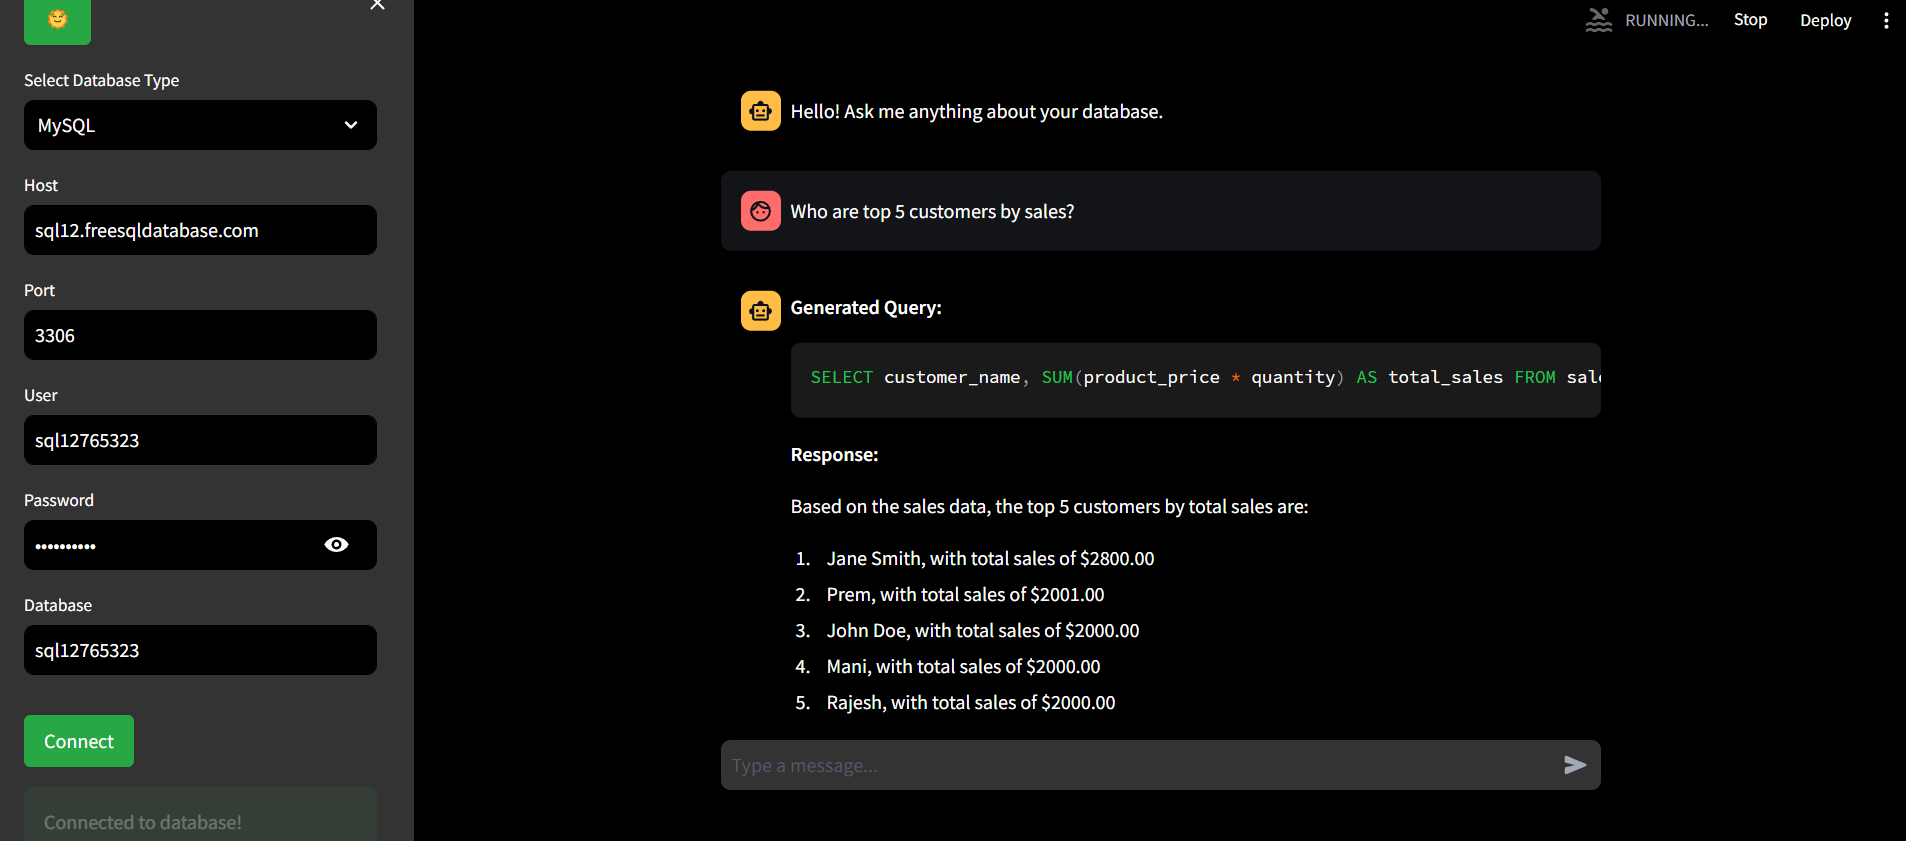 Select Database Type
MySQL
Host
sql12.freesqldatabase.com
Port
3306
User
sql12765323
Password
••••••••••
Database
sql12765323
Connect
Connected to database!
RUNNING...
Stop
Deploy
Hello! Ask me anything about your database.
Who are top 5 customers by sales?
Generated Query:
SELECT customer_name, SUM(product_price * quantity) AS total_sales FROM sal
Response:
Based on the sales data, the top 5 customers by total sales are:
1. Jane Smith, with total sales of $2800.00
2. Prem, with total sales of $2001.00
3. John Doe, with total sales of $2000.00
4. Mani, with total sales of $2000.00
5. Rajesh, with total sales of $2000.00
Type a message...